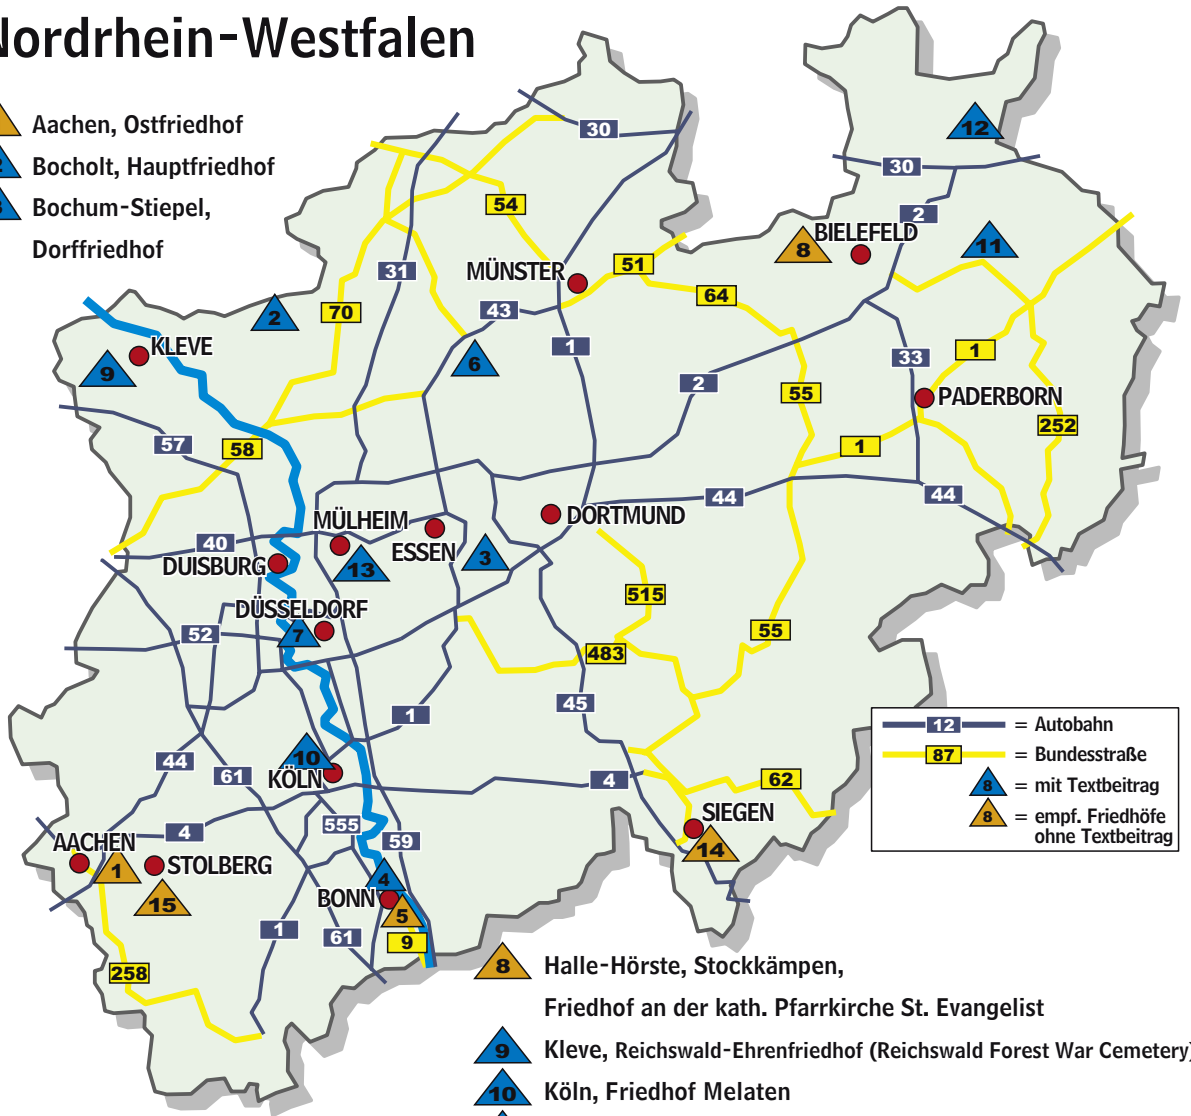 Nordrhein-Westfalen
Aachen, Ostfriedhof
2 Bocholt, Hauptfriedhof
3 Bochum-Stiepel,
Dorffriedhof
30
12
30
2
54
BIELEFELD
8
11
51
31
MÜNSTER
64
43
70
2
1
KLEVE
1
33
6
9
2
55
PADERBORN
252
57
58
1
44
44
MÜLHEIM
DORTMUND
ESSEN
40
3
DUISBURG
13
515
DÜSSELDORF
52
7
55
483
45
1
12 = Autobahn
87 = Bundesstraße
8 = mit Textbeitrag
8 = empf. Friedhöfe
ohne Textbeitrag
10
44
61
KÖLN
4
62
SIEGEN
555
4
59
AACHEN
14
1
STOLBERG
4
BONN
15
5
1
61
9
258
8 Halle-Hörste, Stockkämpen,
Friedhof an der kath. Pfarrkirche St. Evangelist
9 Kleve, Reichswald-Ehrenfriedhof (Reichswald Forest War Cemetery)
10 Köln, Friedhof Melaten